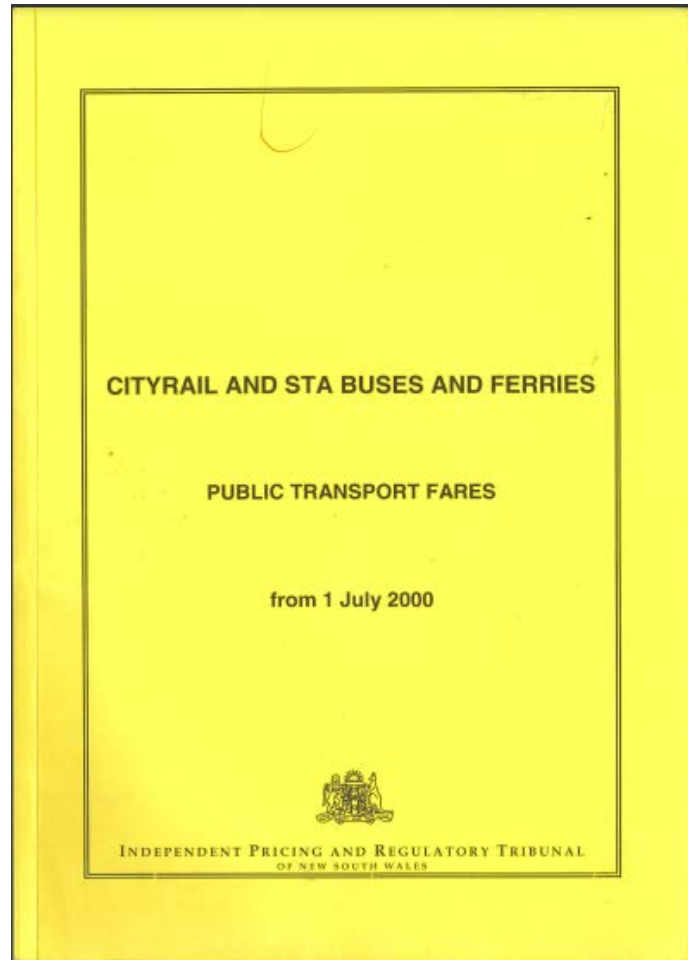 CITYRAIL AND STA BUSES AND FERRIES
PUBLIC TRANSPORT FARES
from 1 July 2000
INDEPENDENT PRICING AND REGULATORY TRIBUNAL
OF NEW SOUTH WALES